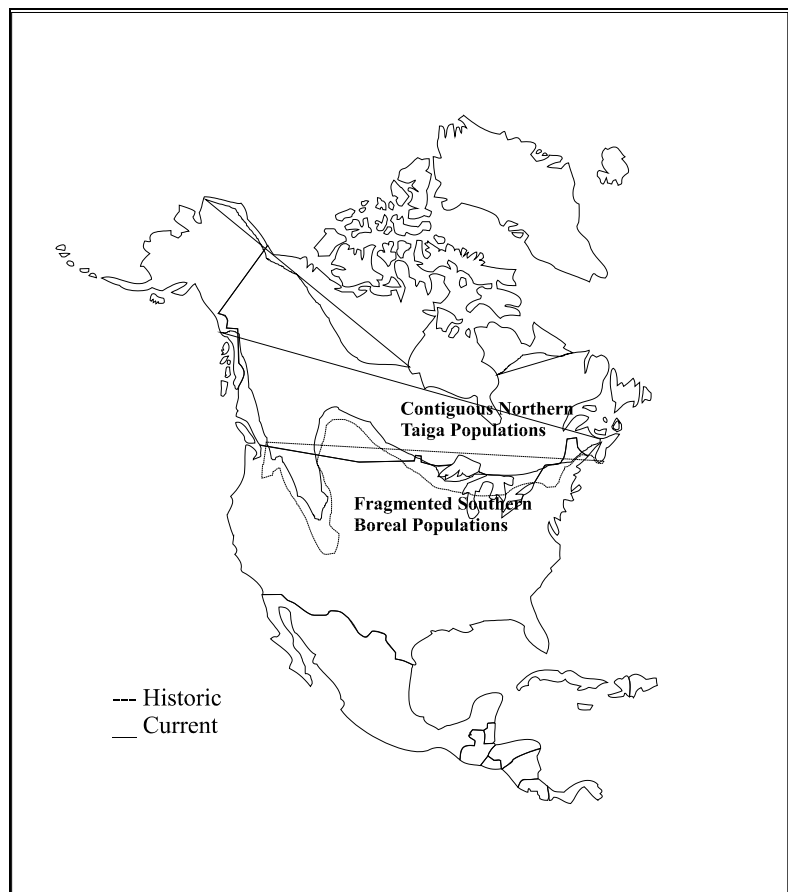 Contiguous Northern
Taiga Populations
Fragmented Southern
Boreal Populations
--- Historic
__ Current